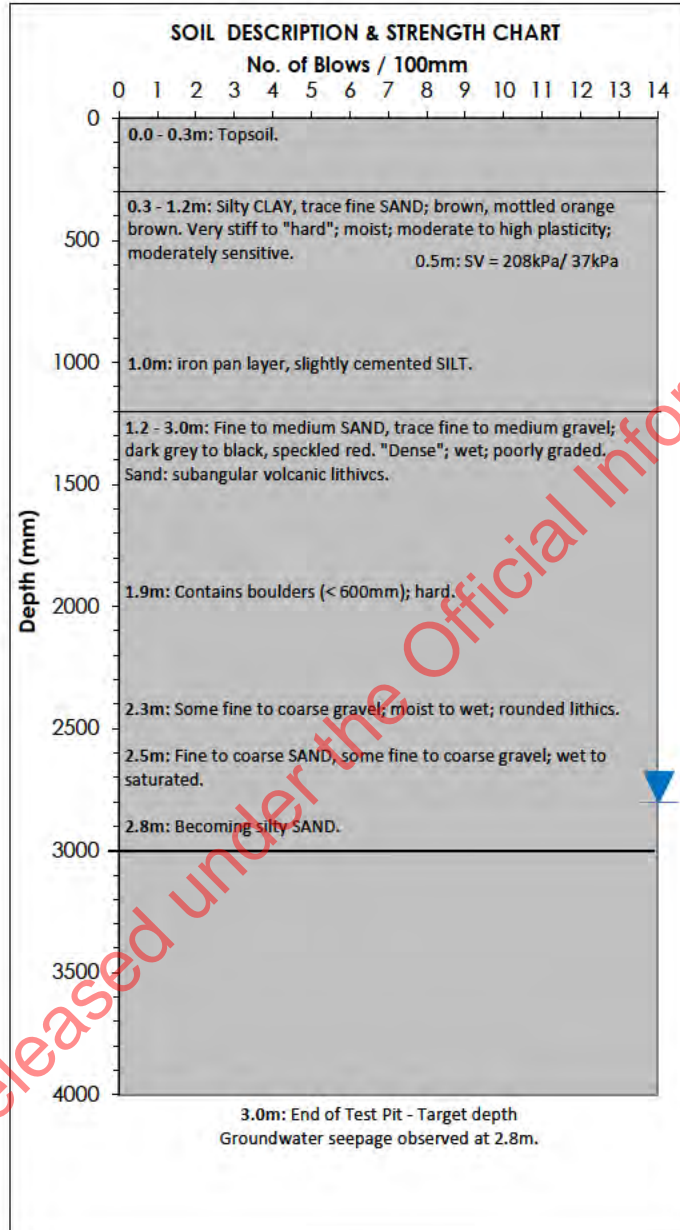 SOIL DESCRIPTION & STRENGTH CHART
No. of Blows / 100mm
0 1 2 3 4 5 6 7 8 9 10 11 12 13 14
0
0.0 - 0.3m: Topsoil.
0.3 - 1.2m: Silty CLAY, trace fine SAND; brown, mottled orange
brown. Very stiff to "hard"; moist; moderate to high plasticity;
500
moderately sensitive.
0.5m: SV = 208kPa/ 37kPa
1000
1.0m: iron pan layer, slightly cemented SILT.
1.2 - 3.0m: Fine to medium SAND, trace fine to medium gravel;
dark grey to black, speckled red. "Dense"; wet; poorly graded.
Sand: subangular volcanic lithivcs.
1500
Depth (mm)
1.9m: Contains boulders (< 600mm); hard.
2000
2.3m: Some fine to coarse gravel; moist to wet; rounded lithics.
2500
2.5m: Fine to coarse SAND, some fine to coarse gravel; wet to
saturated.
2.8m: Becoming silty SAND.
3000
3500
4000
3.0m: End of Test Pit - Target depth
Groundwater seepage observed at 2.8m.
eleased under the Official Infor